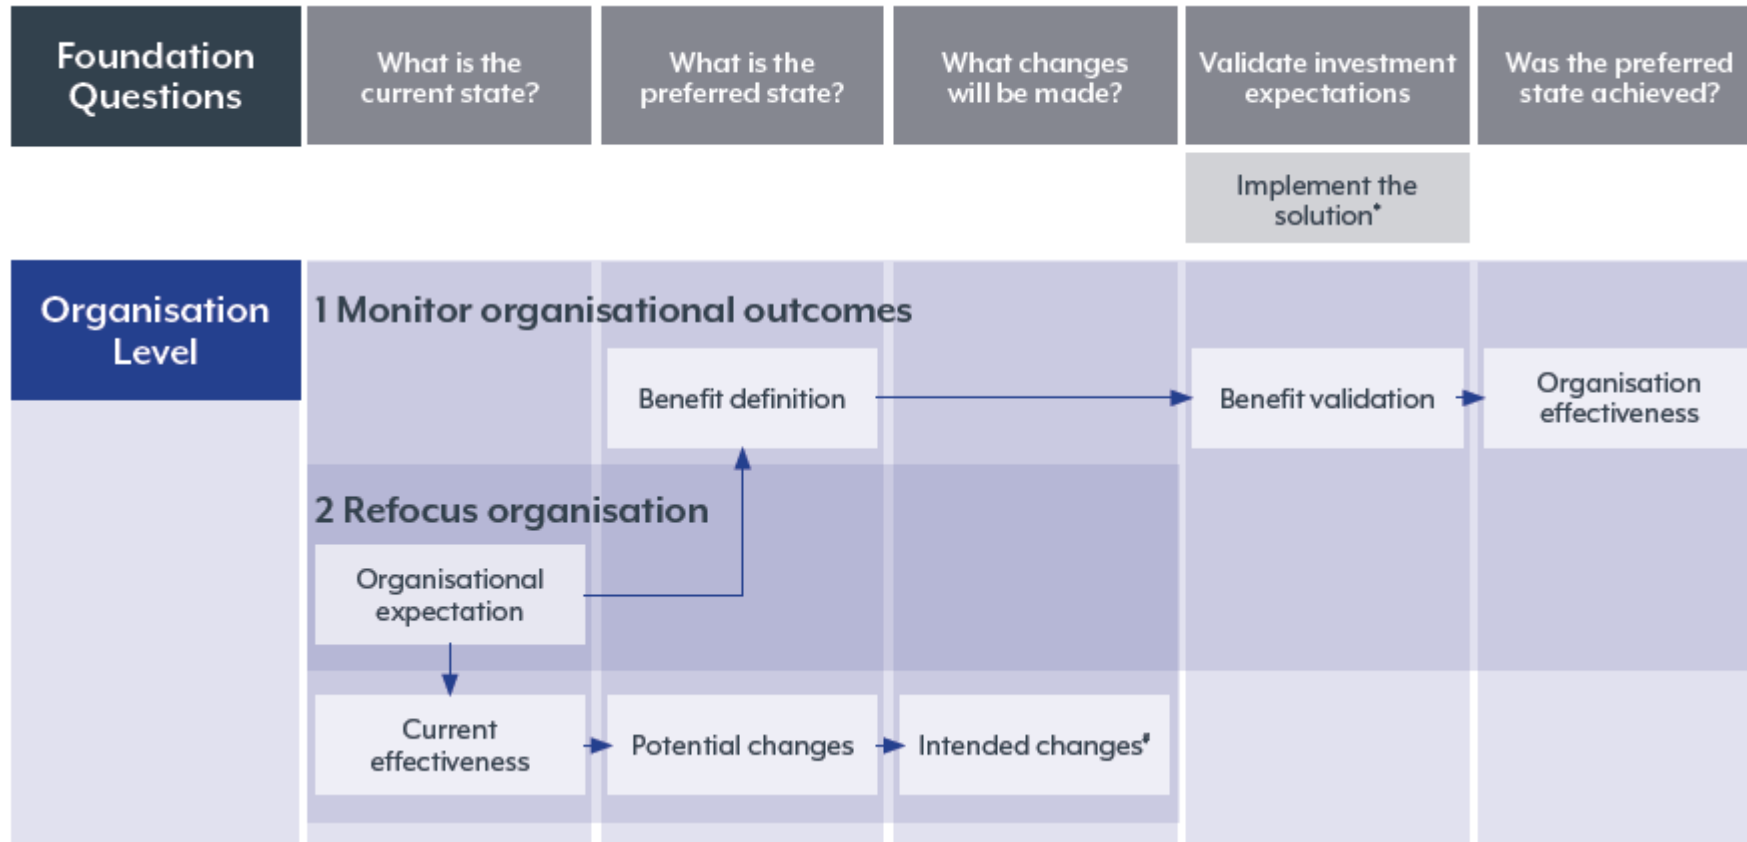 Foundation
Questions
What is the
current state?
What is the
preferred state?
What changes
will be made?
Validate investment
expectations
Was the preferred
state achieved?
Implement the
solution*
Organisation
Level
1 Monitor organisational outcomes
Benefit definition
Benefit validation
Organisation
effectiveness
2 Refocus organisation
Organisational
expectation
Current
effectiveness
Potential changes
Intended changes#